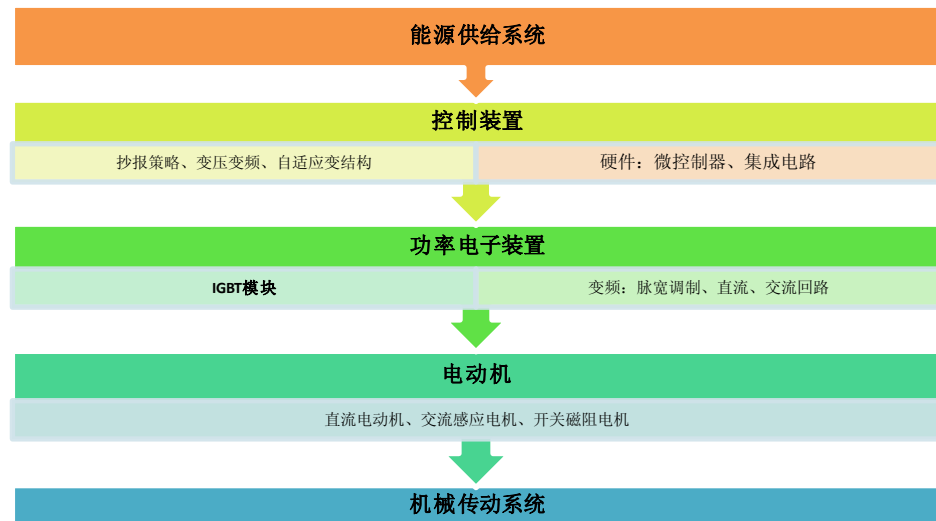 能源供给系统
控制装置
抄报策略、变压变频、自适应变结构
硬件：微控制器、集成电路
功率电子装置
IGBT模块
变频：脉宽调制、直流、交流回路
电动机
直流电动机、交流感应电机、开关磁阻电机
机械传动系统